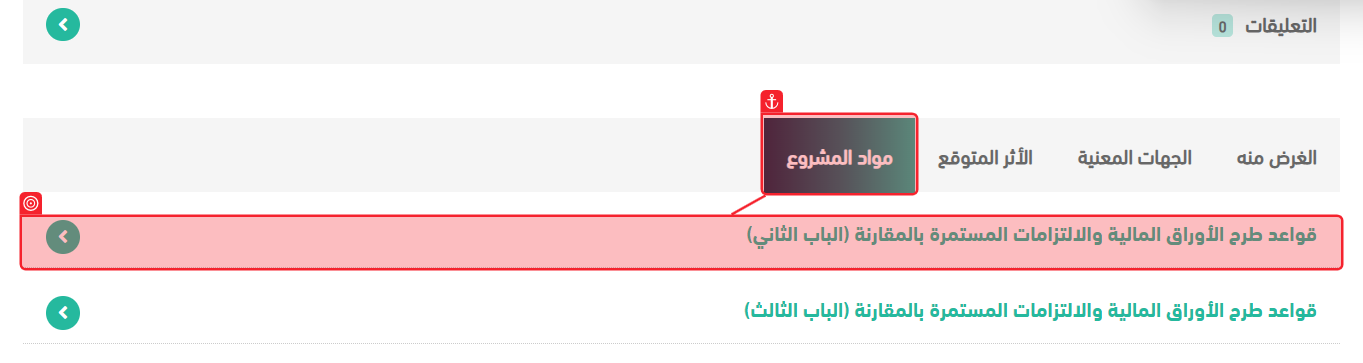 التعليقات 0
الغرض منه الجهات المعنية الأثر المتوقع مواد المشروع
قواعد طرح الأوراق المالية والالتزامات المستمرة بالمقارنة (الباب الثاني)
قواعد طرح الأوراق المالية والالتزامات المستمرة بالمقارنة (الباب الثالث)